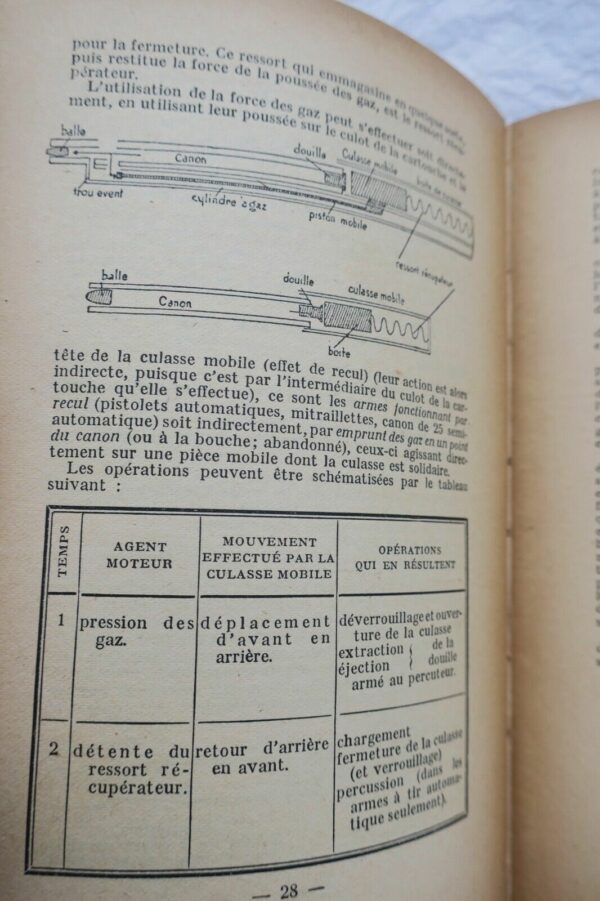 pour la fermeture. Ce ressort qui emmagasine en quelque sorte,
puis restitue la force de la poussée des gaz, est le ressort récu-
pérateur.
L'utilisation de la force des gaz peut s'effectuer soit directe-
ment, en utilisant leur poussée sur le culot de la cartouche et la
balle
Canon
douille
Culasse mobile
boîte de culasse
trou évent
cylindre à gaz
piston mobile
ressort récupérateur
balle
Canon
douille
culasse mobile
boîte
tête de la culasse mobile (effet de recul) (leur action est alors
indirecte, puisque c'est par l'intermédiaire du culot de la car-
touche qu'elle s'effectue), ce sont les armes fonctionnant par
recul (pistolets automatiques, mitraillettes, canon de 25 semi-
automatique) soit indirectement, par emprunt des gaz en un point
du canon (ou à la bouche; abandonné), ceux-ci agissant direc-
tement sur une pièce mobile dont la culasse est solidaire.
Les opérations peuvent être schématisées par le tableau
suivant :
TEMPS
AGENT
MOTEUR
MOUVEMENT
EFFECTUÉ PAR LA
CULASSE MOBILE
OPÉRATIONS
QUI EN RÉSULTENT
1
pression des
gaz.
déplacement
d'avant en
arrière.
déverrouillage et ouver-
ture de la culasse
extraction { de la
éjection { douille
armé au percuteur.
2
détente du
ressort ré-
cupérateur.
retour d'arrière
en avant.
chargement
fermeture de la culasse
(et verrouillage)
percussion (dans les
armes à tir automa-
tique seulement).
— 28 —